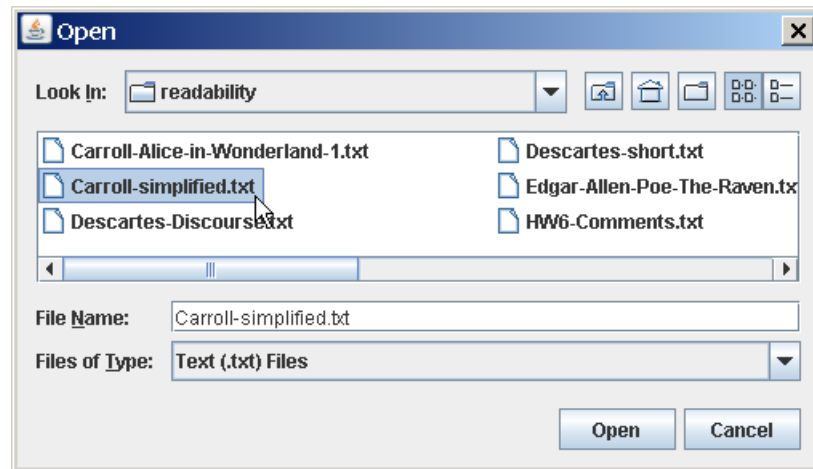 Open
Look In: readability
Carroll-Alice-in-Wonderland-1.txt
Descartes-short.txt
Carroll-simplified.txt
Edgar-Allen-Poe-The-Raven.tx
Descartes-Discourse.txt
HW6-Comments.txt
File Name: Carroll-simplified.txt
Files of Type: Text (.txt) Files
Open Cancel